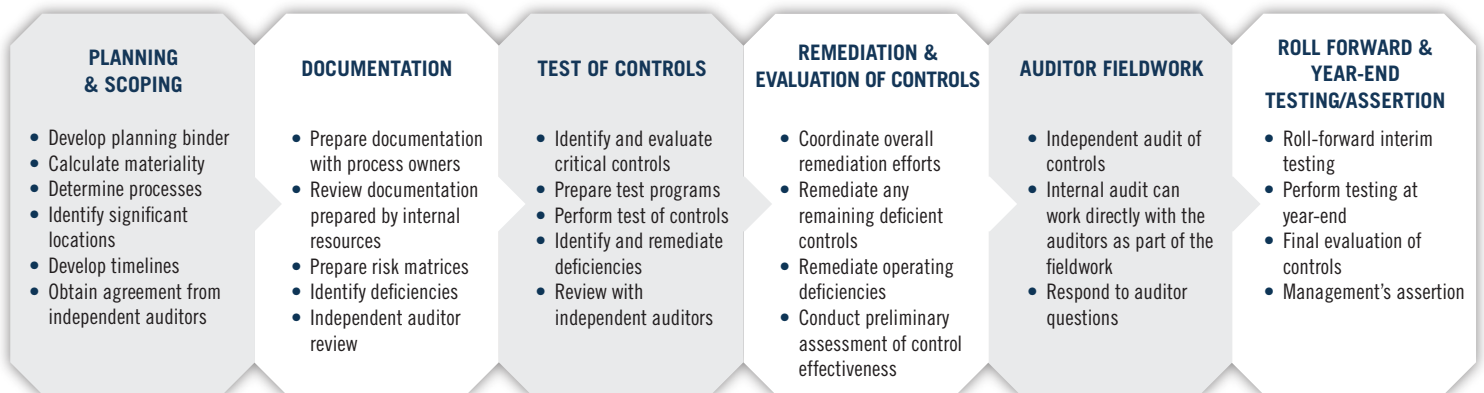 PLANNING
& SCOPING
• Develop planning binder
• Calculate materiality
• Determine processes
• Identify significant
locations
• Develop timelines
• Obtain agreement from
independent auditors
DOCUMENTATION
• Prepare documentation
with process owners
• Review documentation
prepared by internal
resources
• Prepare risk matrices
• Identify deficiencies
• Independent auditor
review
TEST OF CONTROLS
• Identify and evaluate
critical controls
• Prepare test programs
• Perform test of controls
• Identify and remediate
deficiencies
• Review with
independent auditors
REMEDIATION &
EVALUATION OF CONTROLS
• Coordinate overall
remediation efforts
• Remediate any
remaining deficient
controls
• Remediate operating
deficiencies
• Conduct preliminary
assessment of control
effectiveness
AUDITOR FIELDWORK
• Independent audit of
controls
• Internal audit can
work directly with the
auditors as part of the
fieldwork
• Respond to auditor
questions
ROLL FORWARD &
YEAR-END
TESTING/ASSERTION
• Roll-forward interim
testing
• Perform testing at
year-end
• Final evaluation of
controls
• Management’s assertion